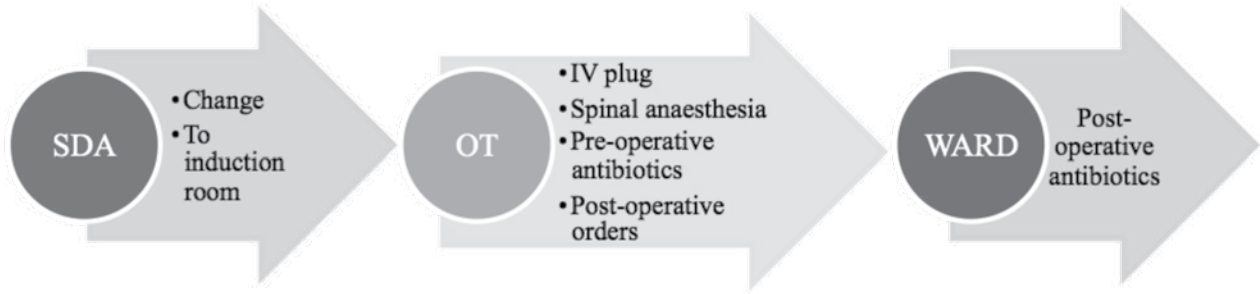 SDA
•Change
•To
induction
room
OT
•IV plug
•Spinal anaesthesia
•Pre-operative
antibiotics
•Post-operative
orders
WARD
Post-
operative
antibiotics